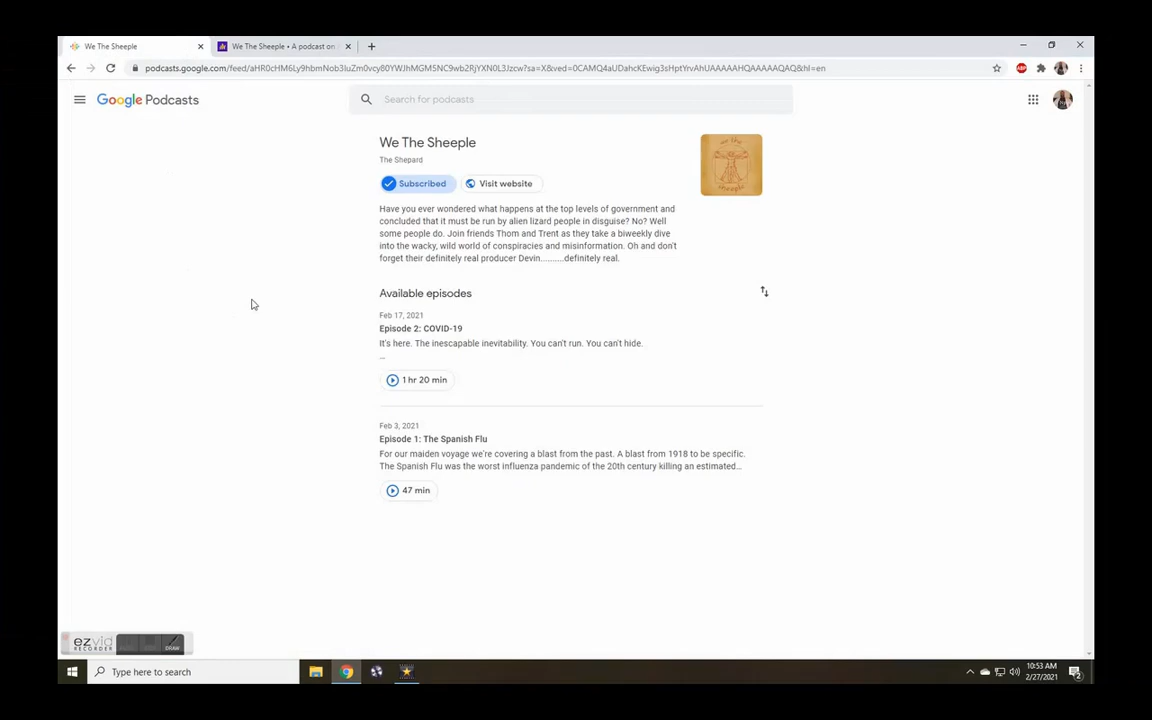 We The Sheeple
We The Sheeple • A podcast on
podcasts.google.com/feed/aHR0cHM6Ly9hbmNob3IuZm0vcy80YWJhMGM5NC9wb2RjYXN0L3Jzcw?sa=X&ved=0CAMQ4aUDahcKEwig3sHptYrvAhUAAAAAHQAAAAAQAQ&hl=en
ABP
Google Podcasts
Search for podcasts
We The Sheeple
The Shepard
we the
sheeple
Subscribed
Visit website
Have you ever wondered what happens at the top levels of government and
concluded that it must be run by alien lizard people in disguise? No? Well
some people do. Join friends Thom and Trent as they take a biweekly dive
into the wacky, wild world of conspiracies and misinformation. Oh and don't
forget their definitely real producer Devin..........definitely real.
Available episodes
Feb 17, 2021
Episode 2: COVID-19
It's here. The inescapable inevitability. You can't run. You can't hide.
...
1 hr 20 min
Feb 3, 2021
Episode 1: The Spanish Flu
For our maiden voyage we're covering a blast from the past. A blast from 1918 to be specific.
The Spanish Flu was the worst influenza pandemic of the 20th century killing an estimated...
47 min
ezvid
RECORDER
DRAW
Type here to search
10:53 AM
2/27/2021
2